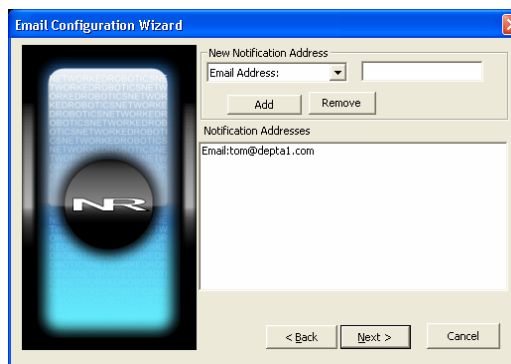 Email Configuration Wizard
New Notification Address
Email Address:
Add
Remove
Notification Addresses
Email:tom@depta1.com
NR
< Back
Next >
Cancel